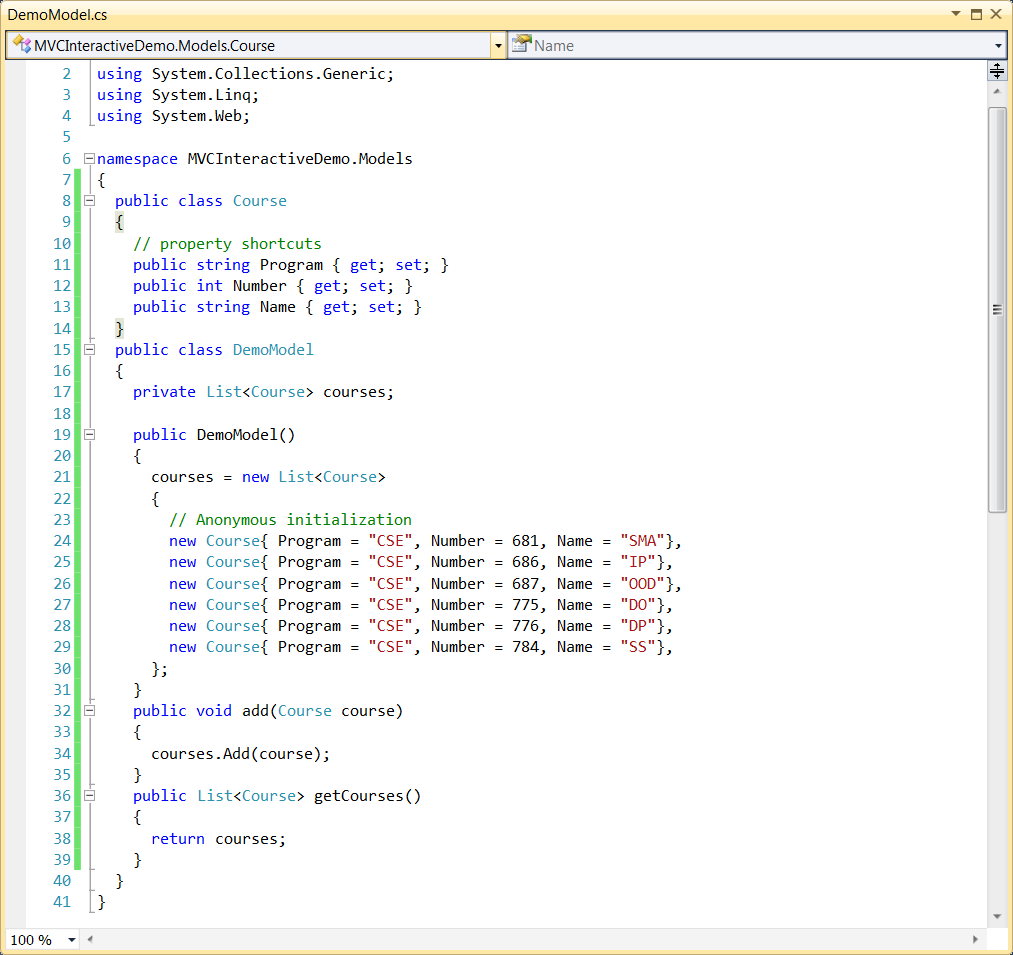 DemoModel.cs
MVCInteractiveDemo.Models.Course Name
2 using System.Collections.Generic;
3 using System.Linq;
4 using System.Web;
5
6 namespace MVCInteractiveDemo.Models
7 {
8 public class Course
9 {
10 // property shortcuts
11 public string Program { get; set; }
12 public int Number { get; set; }
13 public string Name { get; set; }
14 }
15 public class DemoModel
16 {
17 private List<Course> courses;
18
19 public DemoModel()
20 {
21 courses = new List<Course>
22 {
23 // Anonymous initialization
24 new Course{ Program = "CSE", Number = 681, Name = "SMA"},
25 new Course{ Program = "CSE", Number = 686, Name = "IP"},
26 new Course{ Program = "CSE", Number = 687, Name = "OOD"},
27 new Course{ Program = "CSE", Number = 775, Name = "DO"},
28 new Course{ Program = "CSE", Number = 776, Name = "DP"},
29 new Course{ Program = "CSE", Number = 784, Name = "SS"},
30 };
31 }
32 public void add(Course course)
33 {
34 courses.Add(course);
35 }
36 public List<Course> getCourses()
37 {
38 return courses;
39 }
40 }
41 }
100 %